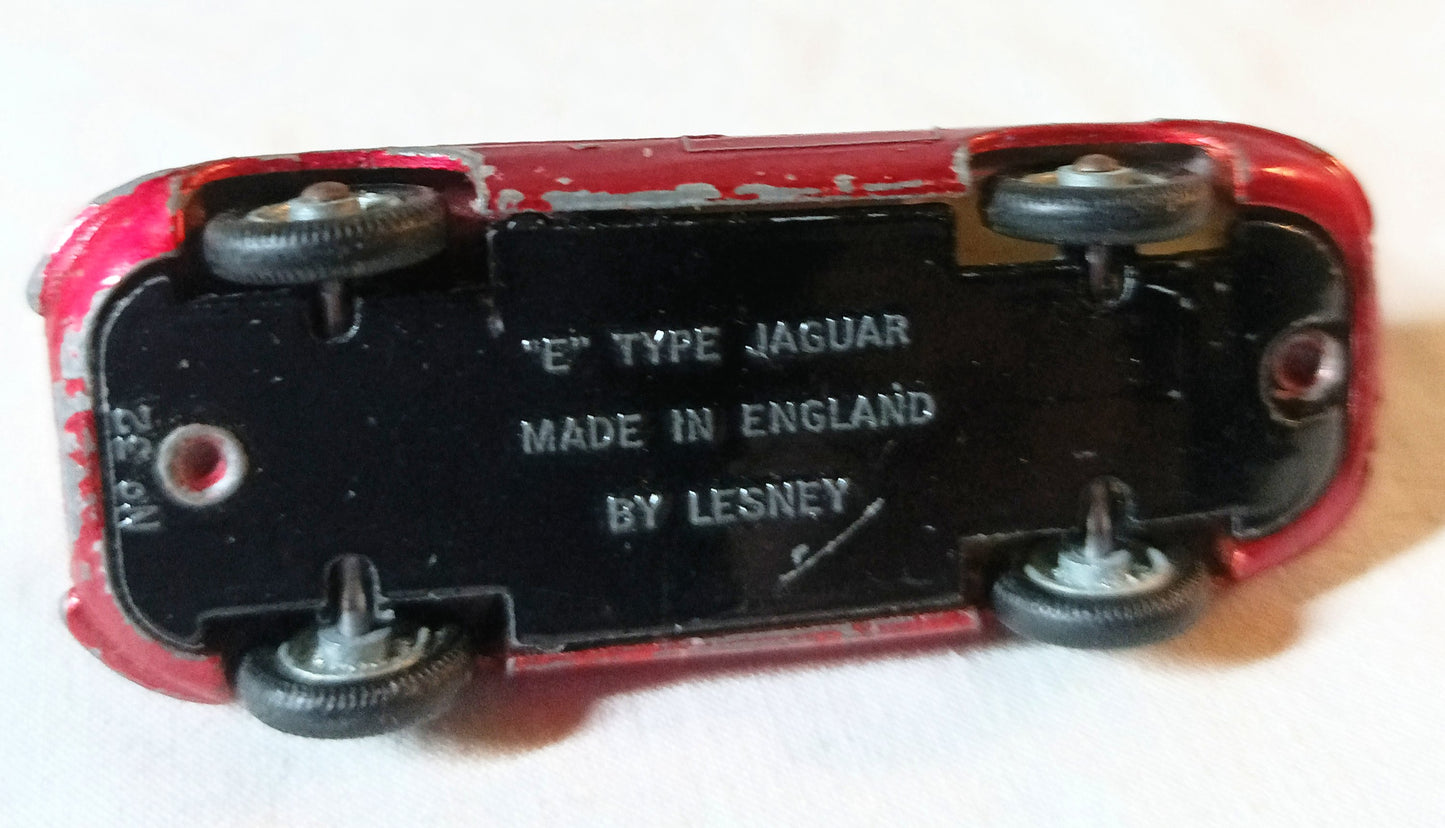 "E" TYPE JAGUAR
MADE IN ENGLAND
BY LESNEY
No 32